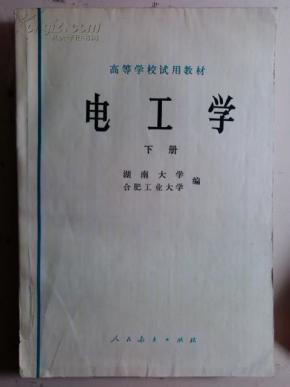 高等学校试用教材
电工学
下册
湖南大学
合肥工业大学
编
人民教育出版社